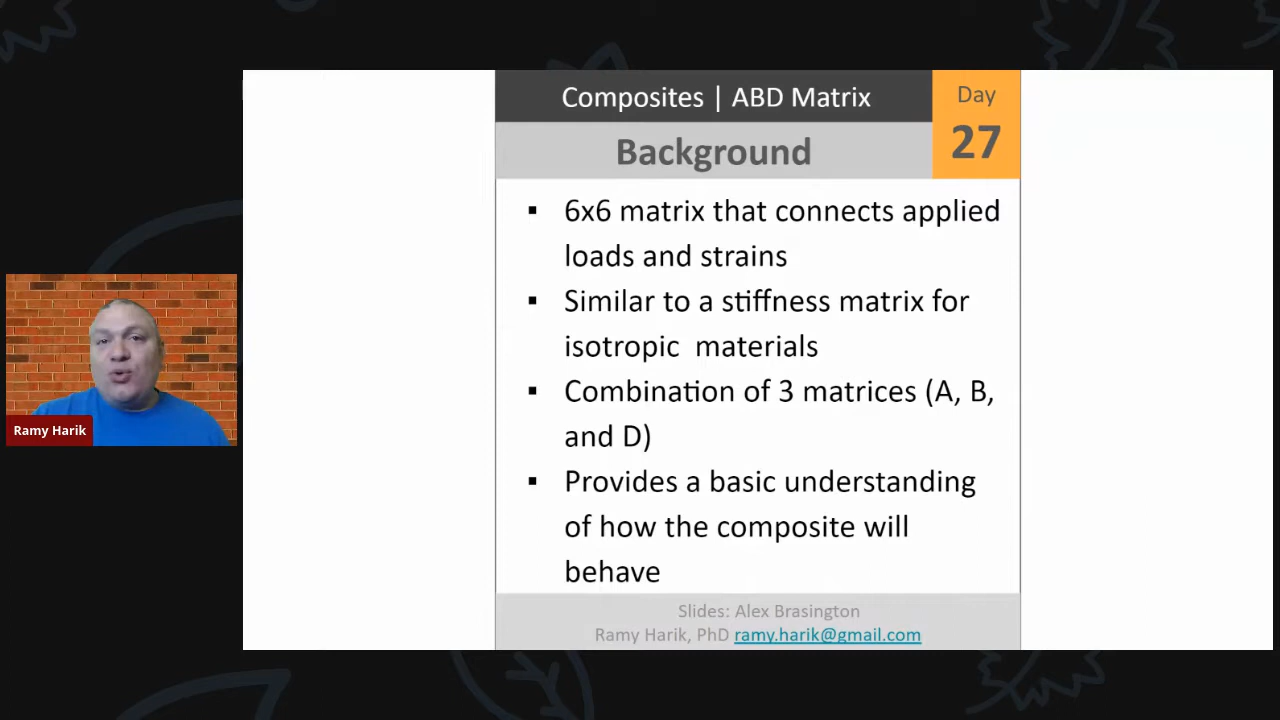 Composites | ABD Matrix
Day
27
Background
▪ 6x6 matrix that connects applied
loads and strains
▪ Similar to a stiffness matrix for
isotropic materials
▪ Combination of 3 matrices (A, B,
and D)
▪ Provides a basic understanding
of how the composite will
behave
Slides: Alex Brasington
Ramy Harik, PhD ramy.harik@gmail.com
Ramy Harik